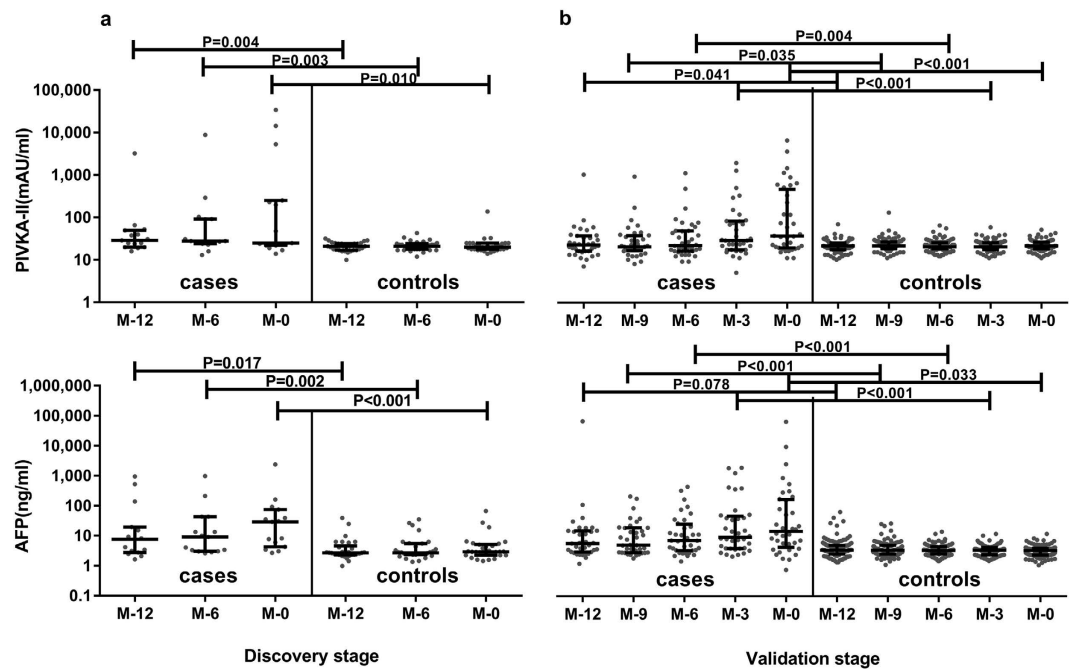 a
P=0.004
P=0.003
P=0.010
PIVKA-II(mAU/ml)
100,000
10,000
1,000
100
10
1
cases controls
M-12 M-6 M-0 M-12 M-6 M-0
P=0.017
P=0.002
P<0.001
AFP(ng/ml)
1,000,000
100,000
10,000
1,000
100
10
1
0.1
cases controls
M-12 M-6 M-0 M-12 M-6 M-0
Discovery stage
b
P=0.004
P=0.035
P<0.001
P=0.041
P<0.001
cases controls
M-12 M-9 M-6 M-3 M-0 M-12 M-9 M-6 M-3 M-0
P<0.001
P<0.001
P=0.033
P=0.078
P<0.001
cases controls
M-12 M-9 M-6 M-3 M-0 M-12 M-9 M-6 M-3 M-0
Validation stage